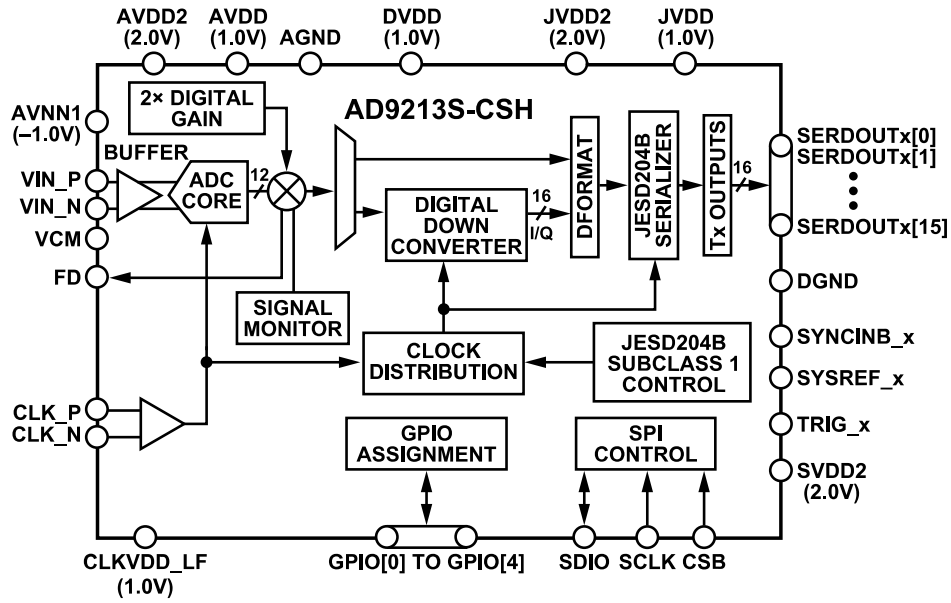 AVDD2
(2.0V)
AVDD
(1.0V)
AGND
DVDD
(1.0V)
JVDD2
(2.0V)
JVDD
(1.0V)
AVNN1
(–1.0V)
2× DIGITAL
GAIN
AD9213S-CSH
BUFFER
VIN_P
VIN_N
ADC
CORE
12
VCM
FD
SIGNAL
MONITOR
DIGITAL
DOWN
CONVERTER
16
I/Q
DFORMAT
JESD204B
SERIALIZER
Tx OUTPUTS
16
SERDOUTx[0]
SERDOUTx[1]
SERDOUTx[15]
DGND
SYNCINB_x
SYSREF_x
TRIG_x
SVDD2
(2.0V)
CLOCK
DISTRIBUTION
JESD204B
SUBCLASS 1
CONTROL
CLK_P
CLK_N
GPIO
ASSIGNMENT
SPI
CONTROL
CLKVDD_LF
(1.0V)
GPIO[0] TO GPIO[4]
SDIO
SCLK
CSB